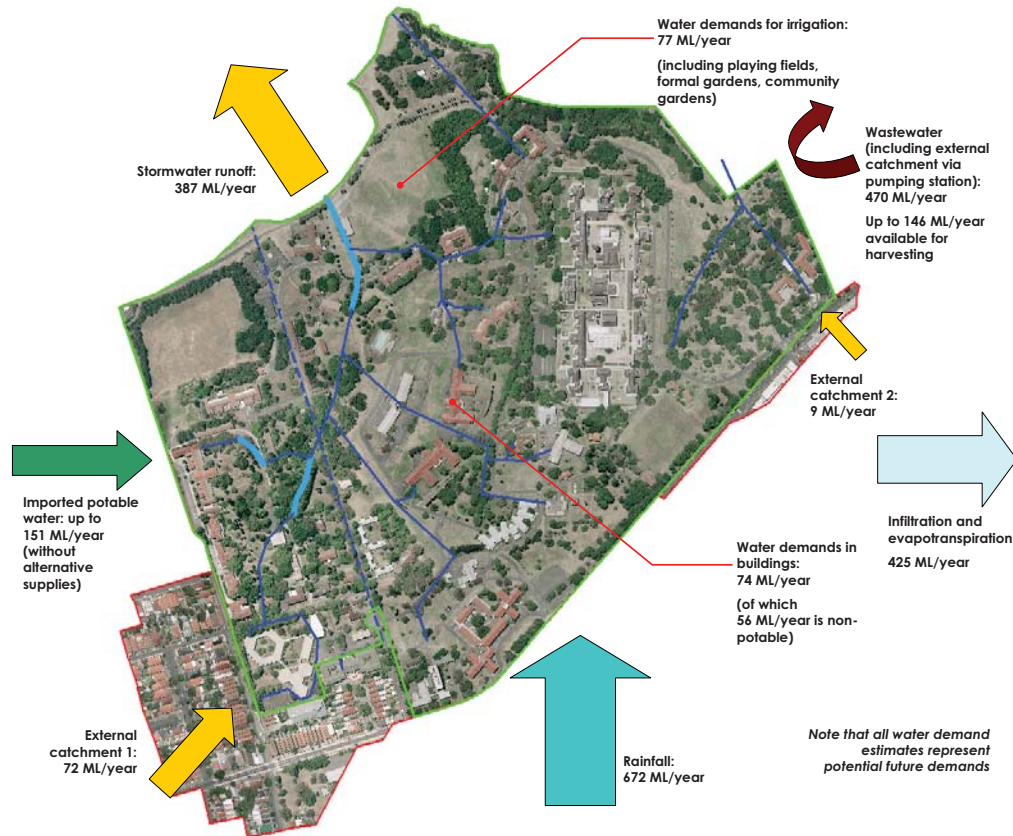 Water demands for irrigation:
77 ML/year
(including playing fields,
formal gardens, community
gardens)
Wastewater
(including external
catchment via
pumping station):
470 ML/year
Up to 146 ML/year
available for
harvesting
Stormwater runoff:
387 ML/year
External
catchment 2:
9 ML/year
Imported potable
water: up to
151 ML/year
(without
alternative
supplies)
Infiltration and
evapotranspiration
425 ML/year
Water demands in
buildings:
74 ML/year
(of which
56 ML/year is non-
potable)
External
catchment 1:
72 ML/year
Rainfall:
672 ML/year
Note that all water demand
estimates represent
potential future demands